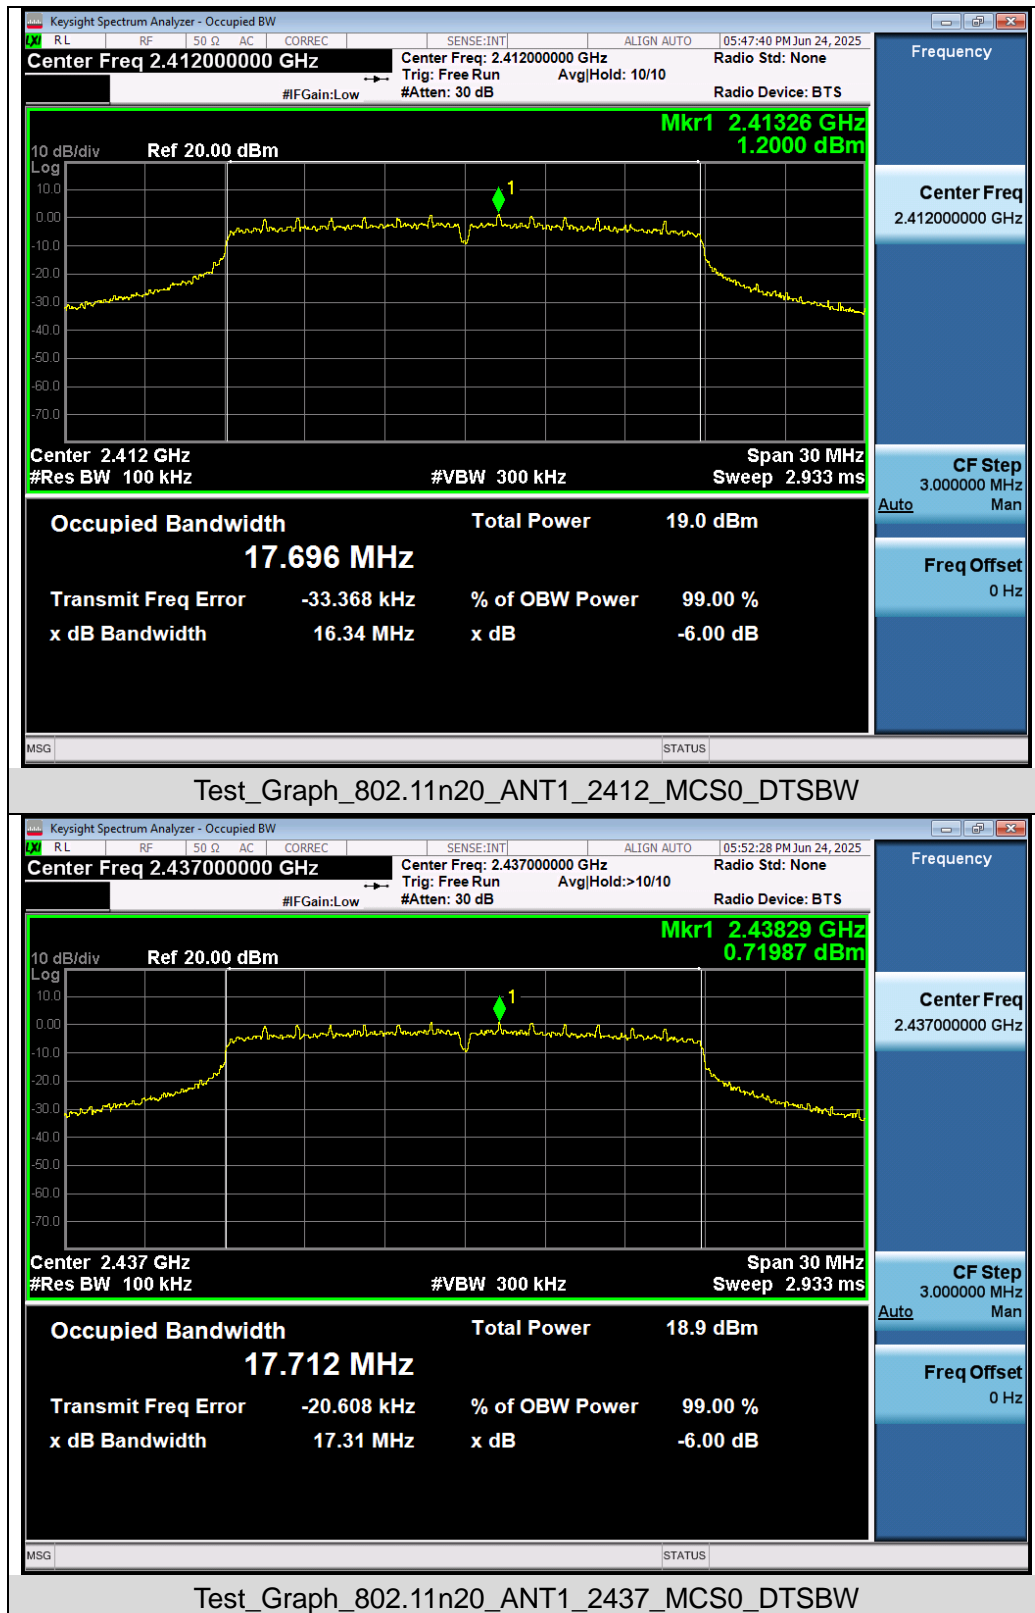 Keysight Spectrum Analyzer - Occupied BW
LXI RL RF 50 Ω AC CORREC SENSE:INT ALIGN AUTO 05:47:40 PM Jun 24, 2025
Center Freq 2.412000000 GHz Center Freq: 2.412000000 GHz Radio Std: None Frequency
Trig: Free Run Avg|Hold: 10/10
#IFGain:Low #Atten: 30 dB Radio Device: BTS
Mkr1 2.41326 GHz
10 dB/div Ref 20.00 dBm 1.2000 dBm
Log
10.0
0.00
-10.0
-20.0
-30.0
-40.0
-50.0
-60.0
-70.0
1
Center Freq
2.412000000 GHz
Center 2.412 GHz Span 30 MHz
#Res BW 100 kHz #VBW 300 kHz Sweep 2.933 ms
CF Step
3.000000 MHz
Auto Man
Occupied Bandwidth Total Power 19.0 dBm
17.696 MHz
Freq Offset
0 Hz
Transmit Freq Error -33.368 kHz % of OBW Power 99.00 %
x dB Bandwidth 16.34 MHz x dB -6.00 dB
MSG STATUS
Test_Graph_802.11n20_ANT1_2412_MCS0_DTSBW
Keysight Spectrum Analyzer - Occupied BW
LXI RL RF 50 Ω AC CORREC SENSE:INT ALIGN AUTO 05:52:28 PM Jun 24, 2025
Center Freq 2.437000000 GHz Center Freq: 2.437000000 GHz Radio Std: None Frequency
Trig: Free Run Avg|Hold:>10/10
#IFGain:Low #Atten: 30 dB Radio Device: BTS
Mkr1 2.43829 GHz
10 dB/div Ref 20.00 dBm 0.71987 dBm
Log
10.0
0.00
-10.0
-20.0
-30.0
-40.0
-50.0
-60.0
-70.0
1
Center Freq
2.437000000 GHz
Center 2.437 GHz Span 30 MHz
#Res BW 100 kHz #VBW 300 kHz Sweep 2.933 ms
CF Step
3.000000 MHz
Auto Man
Occupied Bandwidth Total Power 18.9 dBm
17.712 MHz
Freq Offset
0 Hz
Transmit Freq Error -20.608 kHz % of OBW Power 99.00 %
x dB Bandwidth 17.31 MHz x dB -6.00 dB
MSG STATUS
Test_Graph_802.11n20_ANT1_2437_MCS0_DTSBW